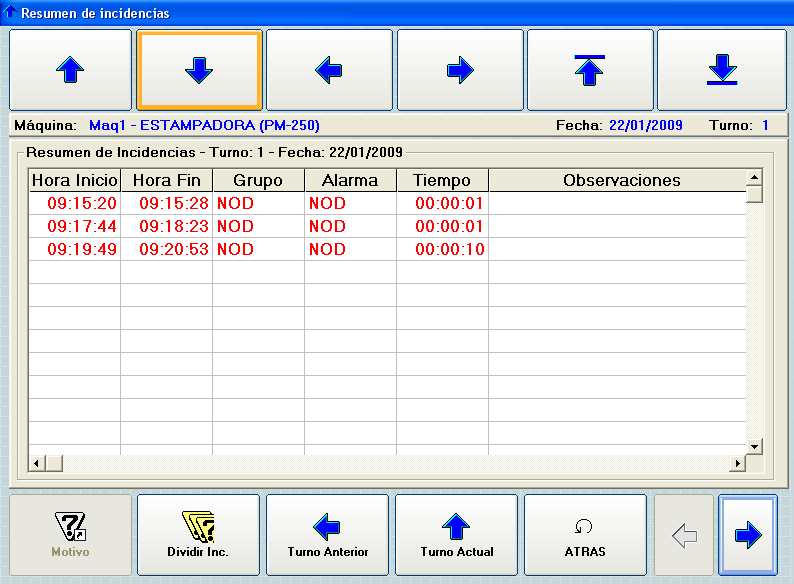 Resumen de incidencias
Máquina: Maq1 - ESTAMPADORA (PM-250) Fecha: 22/01/2009 Turno: 1
Resumen de Incidencias - Turno: 1 - Fecha: 22/01/2009
Hora Inicio Hora Fin Grupo Alarma Tiempo Observaciones
09:15:20 09:15:28 NOD NOD 00:00:01
09:17:44 09:18:23 NOD NOD 00:00:01
09:19:49 09:20:53 NOD NOD 00:00:10
Motivo Dividir Inc. Turno Anterior Turno Actual ATRAS